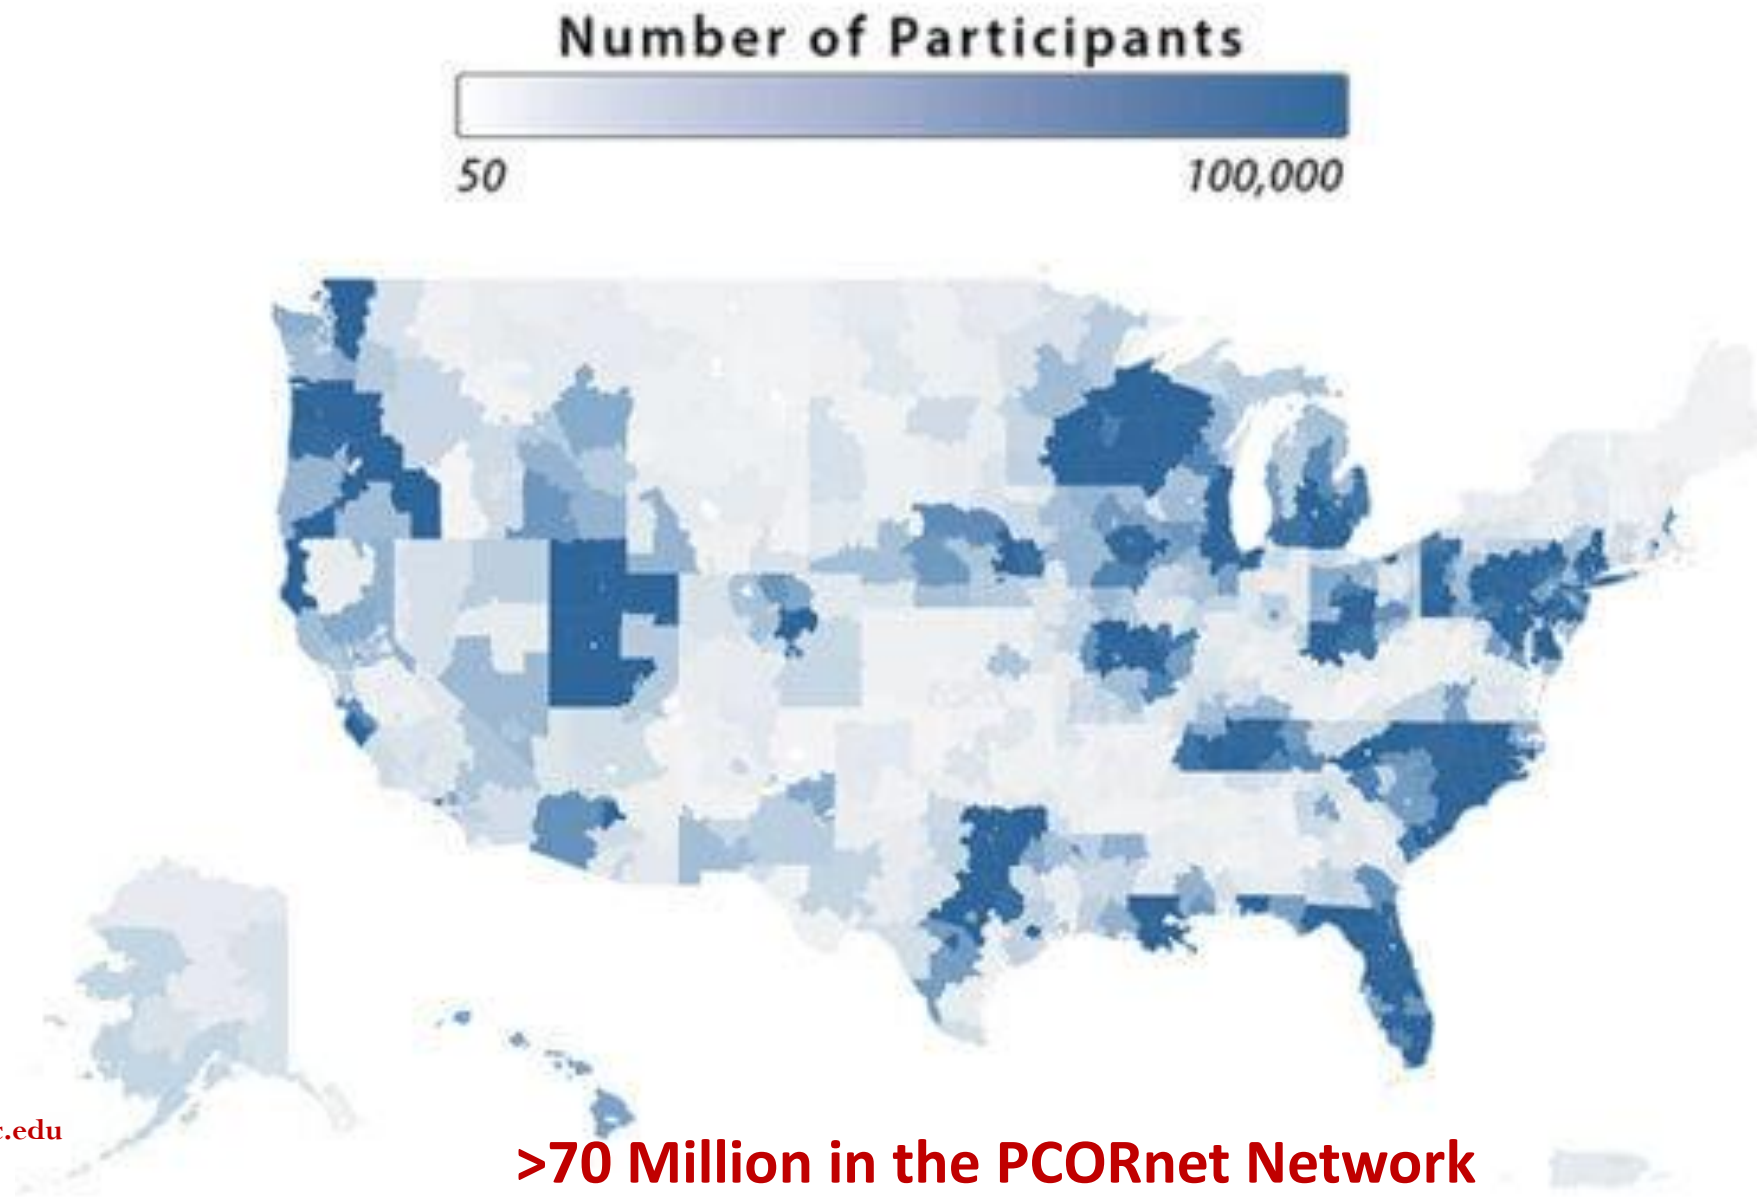 Number of Participants
50
100,000
c.edu
>70 Million in the PCORnet Network